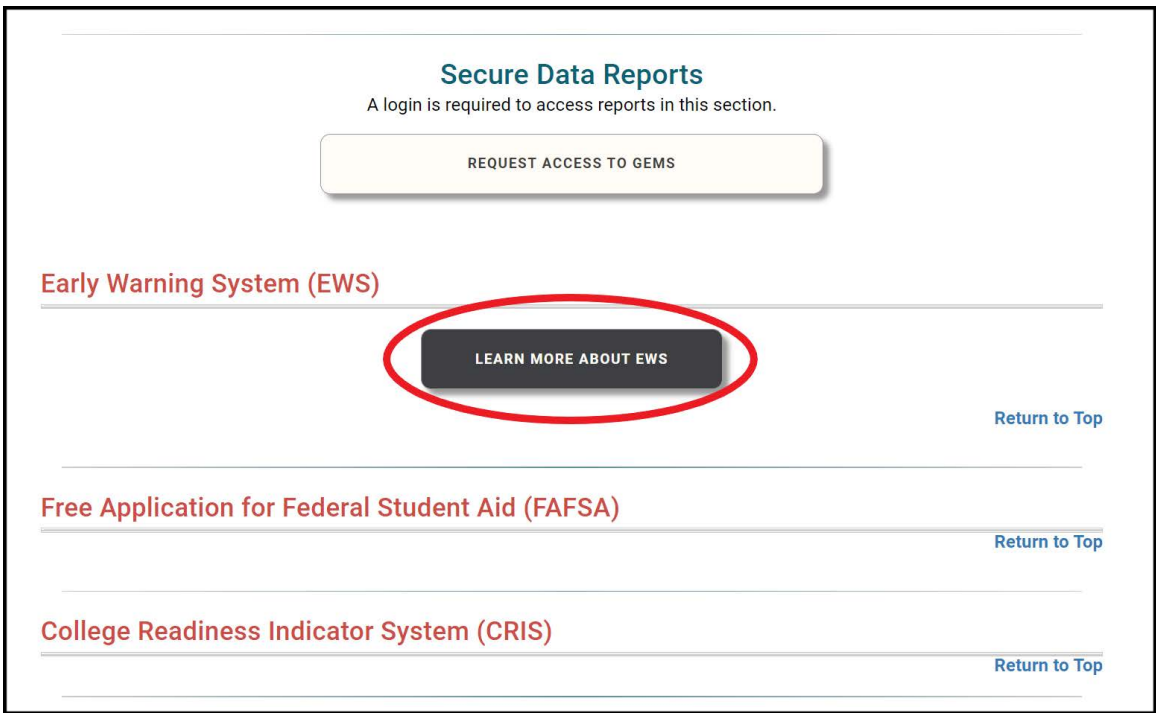 Secure Data Reports
A login is required to access reports in this section.
REQUEST ACCESS TO GEMS
Early Warning System (EWS)
LEARN MORE ABOUT EWS
Return to Top
Free Application for Federal Student Aid (FAFSA)
Return to Top
College Readiness Indicator System (CRIS)
Return to Top